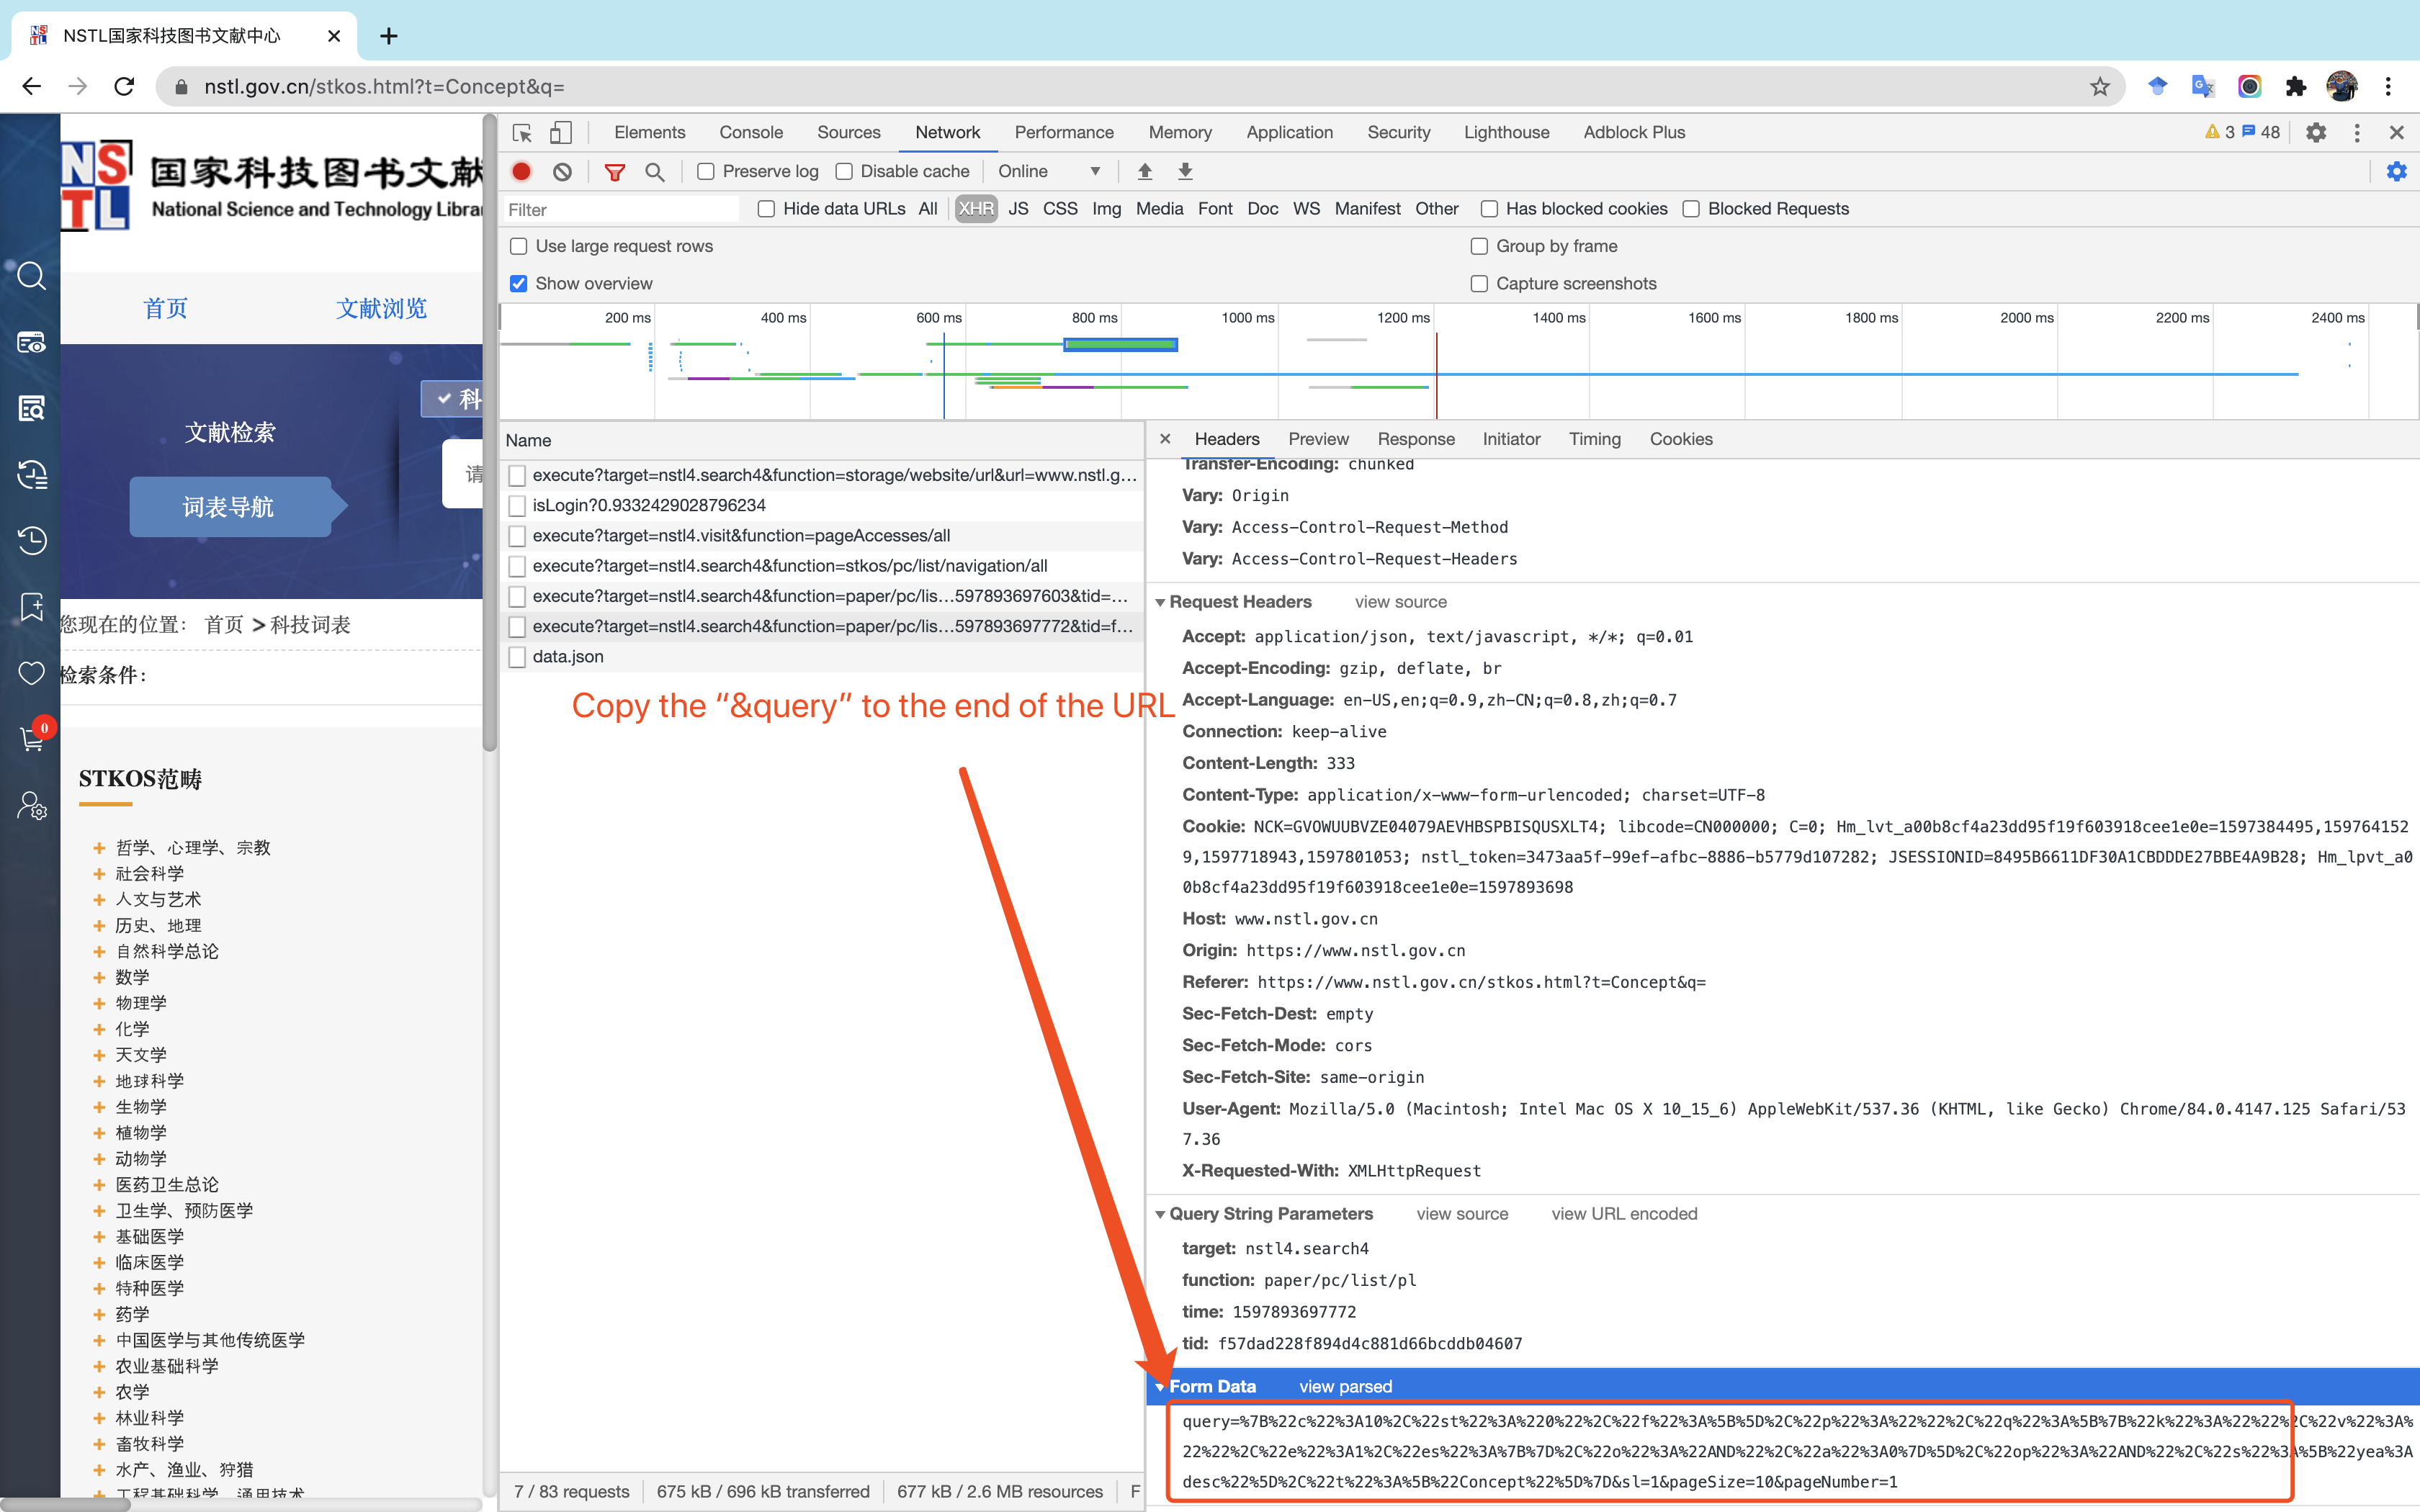 NSTL国家科技图书文献中心
nstl.gov.cn/stkos.html?t=Concept&q=
Elements Console Sources Network Performance Memory Application Security Lighthouse Adblock Plus 3 48
Preserve log Disable cache Online
Filter Hide data URLs All XHR JS CSS Img Media Font Doc WS Manifest Other Has blocked cookies Blocked Requests
Use large request rows Group by frame
Show overview Capture screenshots
200 ms 400 ms 600 ms 800 ms 1000 ms 1200 ms 1400 ms 1600 ms 1800 ms 2000 ms 2200 ms 2400 ms
NSTL
国家科技图书文献
National Science and Technology Libra
首页 文献浏览
科
文献检索
请
词表导航
您现在的位置： 首页 > 科技词表
检索条件：
0
STKOS范畴
哲学、心理学、宗教
社会科学
人文与艺术
历史、地理
自然科学总论
数学
物理学
化学
天文学
地球科学
生物学
植物学
动物学
医药卫生总论
卫生学、预防医学
基础医学
临床医学
特种医学
药学
中国医学与其他传统医学
农业基础科学
农学
林业科学
畜牧科学
水产、渔业、狩猎
工程基础科学、通用技术
Name
execute?target=nstl4.search4&function=storage/website/url&url=www.nstl.g…
isLogin?0.9332429028796234
execute?target=nstl4.visit&function=pageAccesses/all
execute?target=nstl4.search4&function=stkos/pc/list/navigation/all
execute?target=nstl4.search4&function=paper/pc/lis…597893697603&tid=…
execute?target=nstl4.search4&function=paper/pc/lis…597893697772&tid=f…
data.json
Copy the “&query” to the end of the URL
7 / 83 requests 675 kB / 696 kB transferred 677 kB / 2.6 MB resources F
Headers Preview Response Initiator Timing Cookies
Transfer-Encoding: chunked
Vary: Origin
Vary: Access-Control-Request-Method
Vary: Access-Control-Request-Headers
Request Headers view source
Accept: application/json, text/javascript, */*; q=0.01
Accept-Encoding: gzip, deflate, br
Accept-Language: en-US,en;q=0.9,zh-CN;q=0.8,zh;q=0.7
Connection: keep-alive
Content-Length: 333
Content-Type: application/x-www-form-urlencoded; charset=UTF-8
Cookie: NCK=GVOWUUBVZE04079AEVHBSPBISQUSXLT4; libcode=CN000000; C=0; Hm_lvt_a00b8cf4a23dd95f19f603918cee1e0e=1597384495,159764152
9,1597718943,1597801053; nstl_token=3473aa5f-99ef-afbc-8886-b5779d107282; JSESSIONID=8495B6611DF30A1CBDDDE27BBE4A9B28; Hm_lpvt_a0
0b8cf4a23dd95f19f603918cee1e0e=1597893698
Host: www.nstl.gov.cn
Origin: https://www.nstl.gov.cn
Referer: https://www.nstl.gov.cn/stkos.html?t=Concept&q=
Sec-Fetch-Dest: empty
Sec-Fetch-Mode: cors
Sec-Fetch-Site: same-origin
User-Agent: Mozilla/5.0 (Macintosh; Intel Mac OS X 10_15_6) AppleWebKit/537.36 (KHTML, like Gecko) Chrome/84.0.4147.125 Safari/53
7.36
X-Requested-With: XMLHttpRequest
Query String Parameters view source view URL encoded
target: nstl4.search4
function: paper/pc/list/pl
time: 1597893697772
tid: f57dad228f894d4c881d66bcddb04607
Form Data view parsed
query=%7B%22c%22%3A10%2C%22st%22%3A%220%22%2C%22f%22%3A%5B%5D%2C%22p%22%3A%22%22%2C%22q%22%3A%5B%7B%22k%22%3A%22%22%2C%22v%22%3A%
22%22%2C%22e%22%3A1%2C%22es%22%3A%7B%7D%2C%22o%22%3A%22AND%22%2C%22a%22%3A0%7D%5D%2C%22op%22%3A%22AND%22%2C%22s%22%3A%5B%22yea%3A
desc%22%5D%2C%22t%22%3A%5B%22Concept%22%5D%7D&sl=1&pageSize=10&pageNumber=1